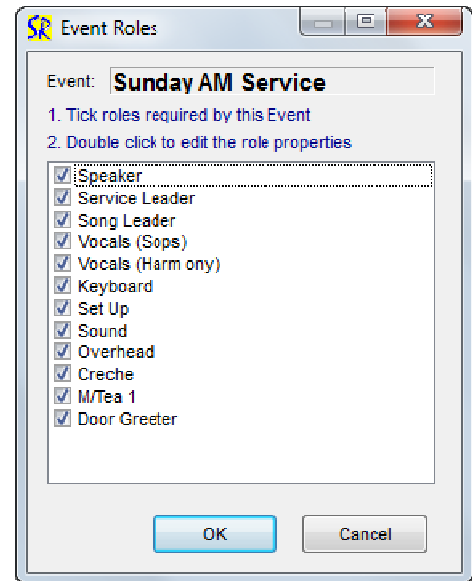 SR Event Roles
X
Event: Sunday AM Service
1. Tick roles required by this Event
2. Double click to edit the role properties
Speaker
Service Leader
Song Leader
Vocals (Sops)
Vocals (Harmony)
Keyboard
Set Up
Sound
Overhead
Creche
M/Tea 1
Door Greeter
OK Cancel